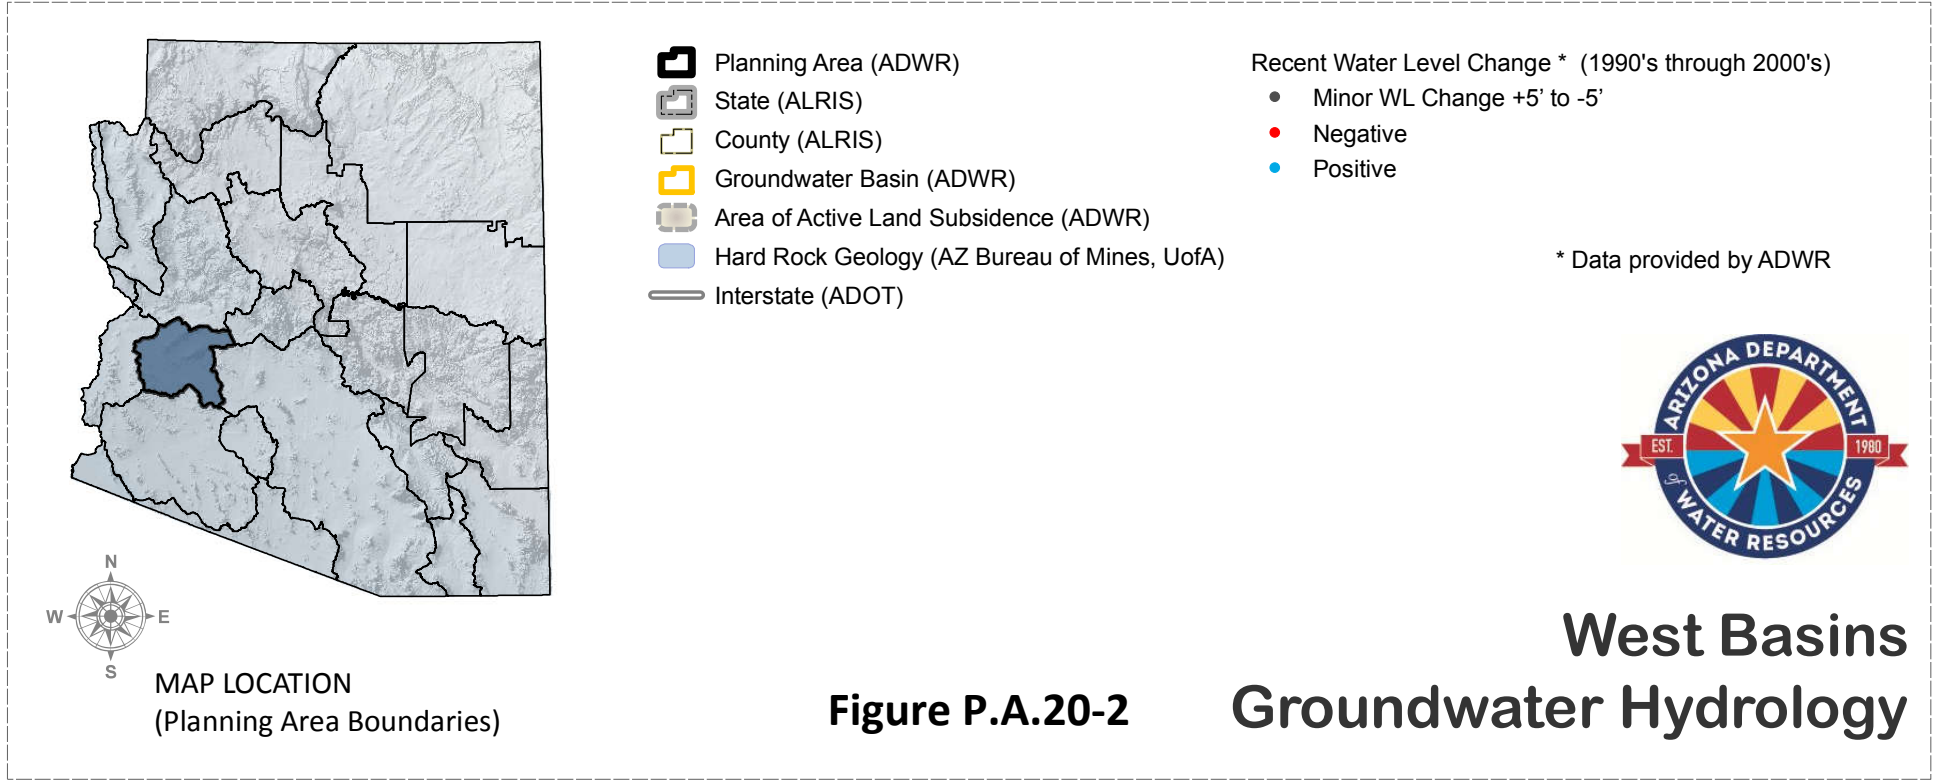 Planning Area (ADWR)
State (ALRIS)
County (ALRIS)
Groundwater Basin (ADWR)
Area of Active Land Subsidence (ADWR)
Hard Rock Geology (AZ Bureau of Mines, UofA)
Interstate (ADOT)
Recent Water Level Change * (1990's through 2000's)
Minor WL Change +5’ to -5’
Negative
Positive
* Data provided by ADWR
ARIZONA DEPARTMENT
EST. 1980
of WATER RESOURCES
N
W E
S
MAP LOCATION
(Planning Area Boundaries)
Figure P.A.20-2
West Basins
Groundwater Hydrology